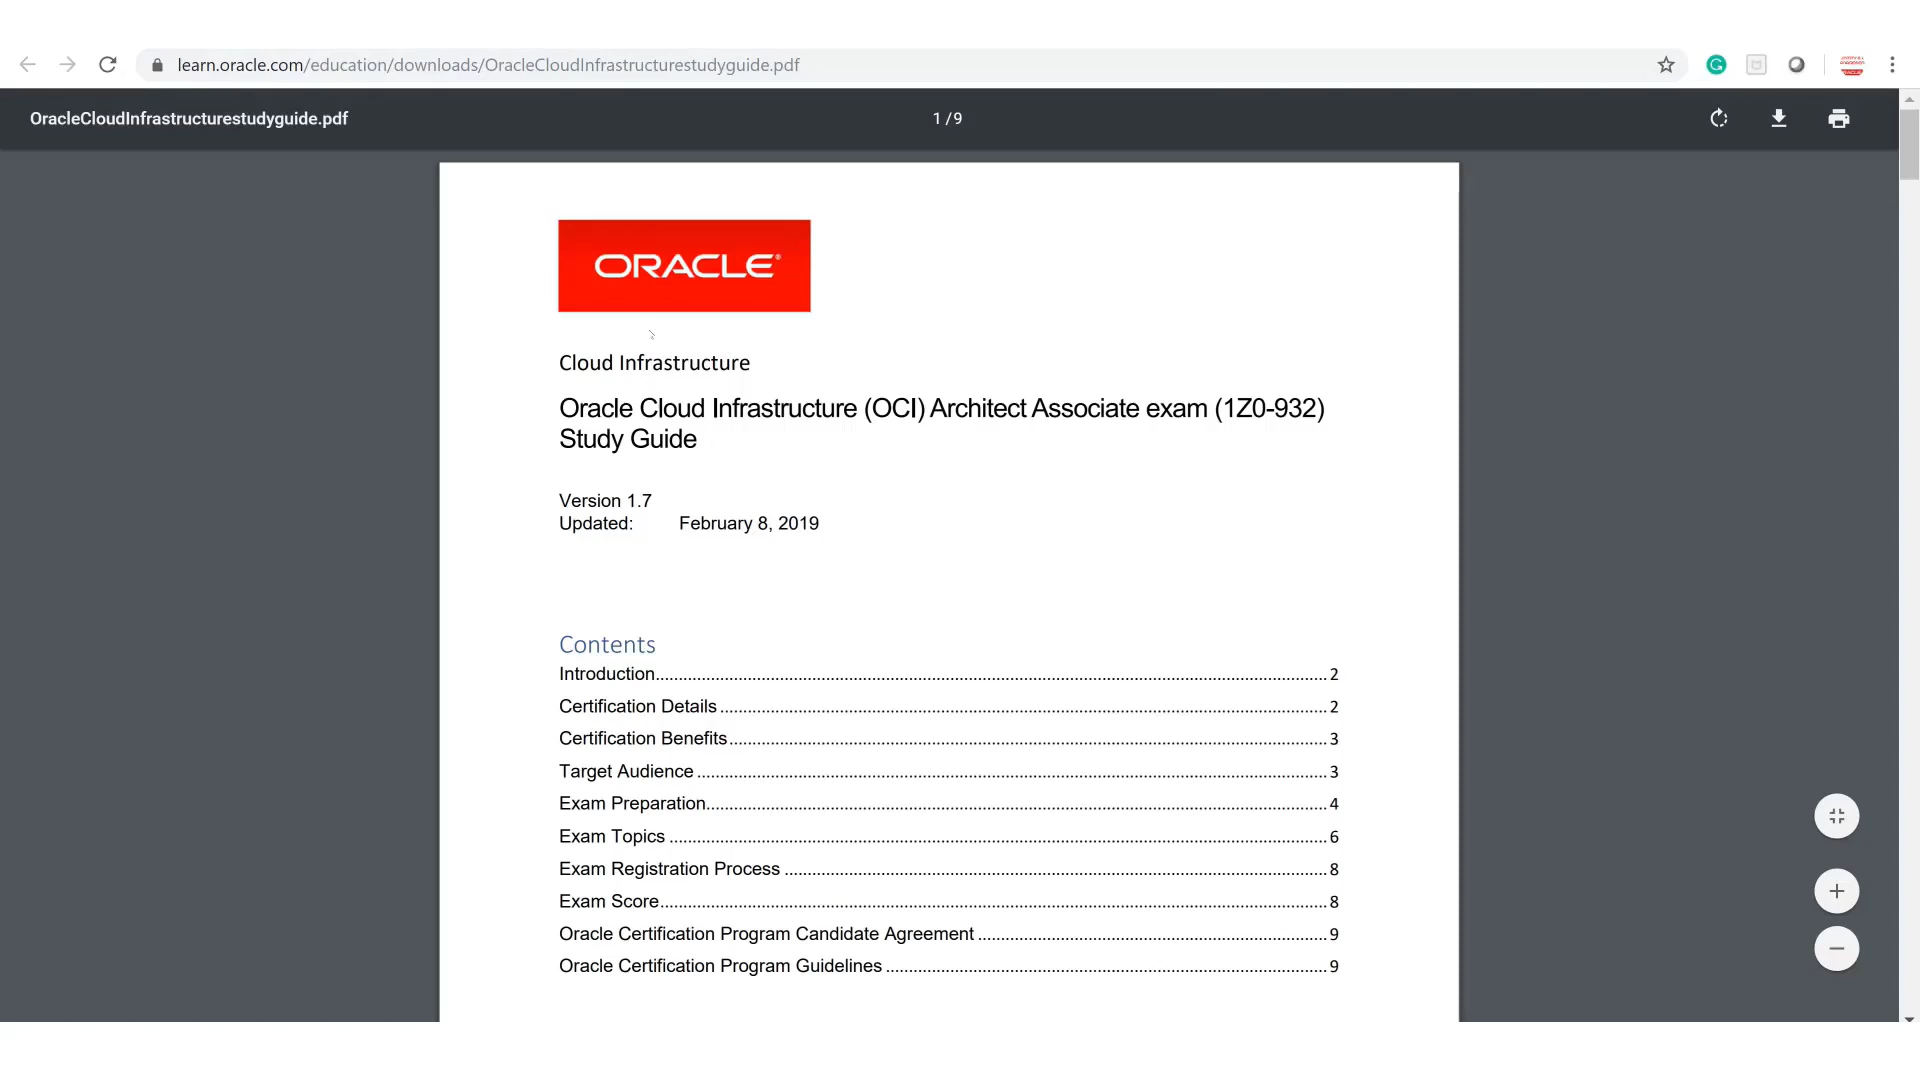 learn.oracle.com/education/downloads/OracleCloudInfrastructurestudyguide.pdf
OracleCloudInfrastructurestudyguide.pdf
1 / 9
ORACLE®
Cloud Infrastructure
Oracle Cloud Infrastructure (OCI) Architect Associate exam (1Z0-932)
Study Guide
Version 1.7
Updated: February 8, 2019
Contents
Introduction 2
Certification Details 2
Certification Benefits 3
Target Audience 3
Exam Preparation 4
Exam Topics 6
Exam Registration Process 8
Exam Score 8
Oracle Certification Program Candidate Agreement 9
Oracle Certification Program Guidelines 9